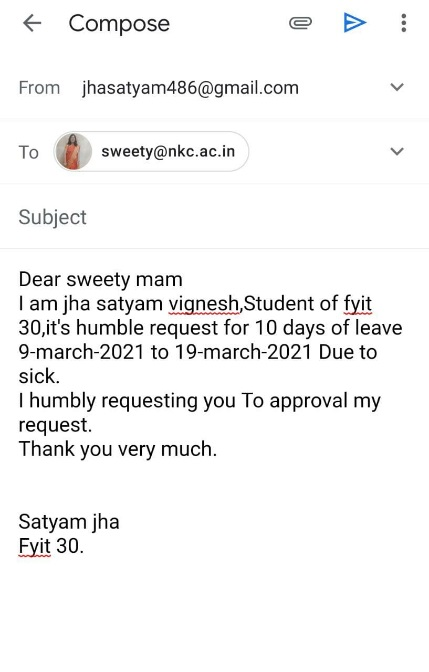 Compose
From jhasatyam486@gmail.com
To sweety@nkc.ac.in
Subject
Dear sweety mam
I am jha satyam vignesh,Student of fyit
30,it's humble request for 10 days of leave
9-march-2021 to 19-march-2021 Due to
sick.
I humbly requesting you To approval my
request.
Thank you very much.
Satyam jha
Fyit 30.